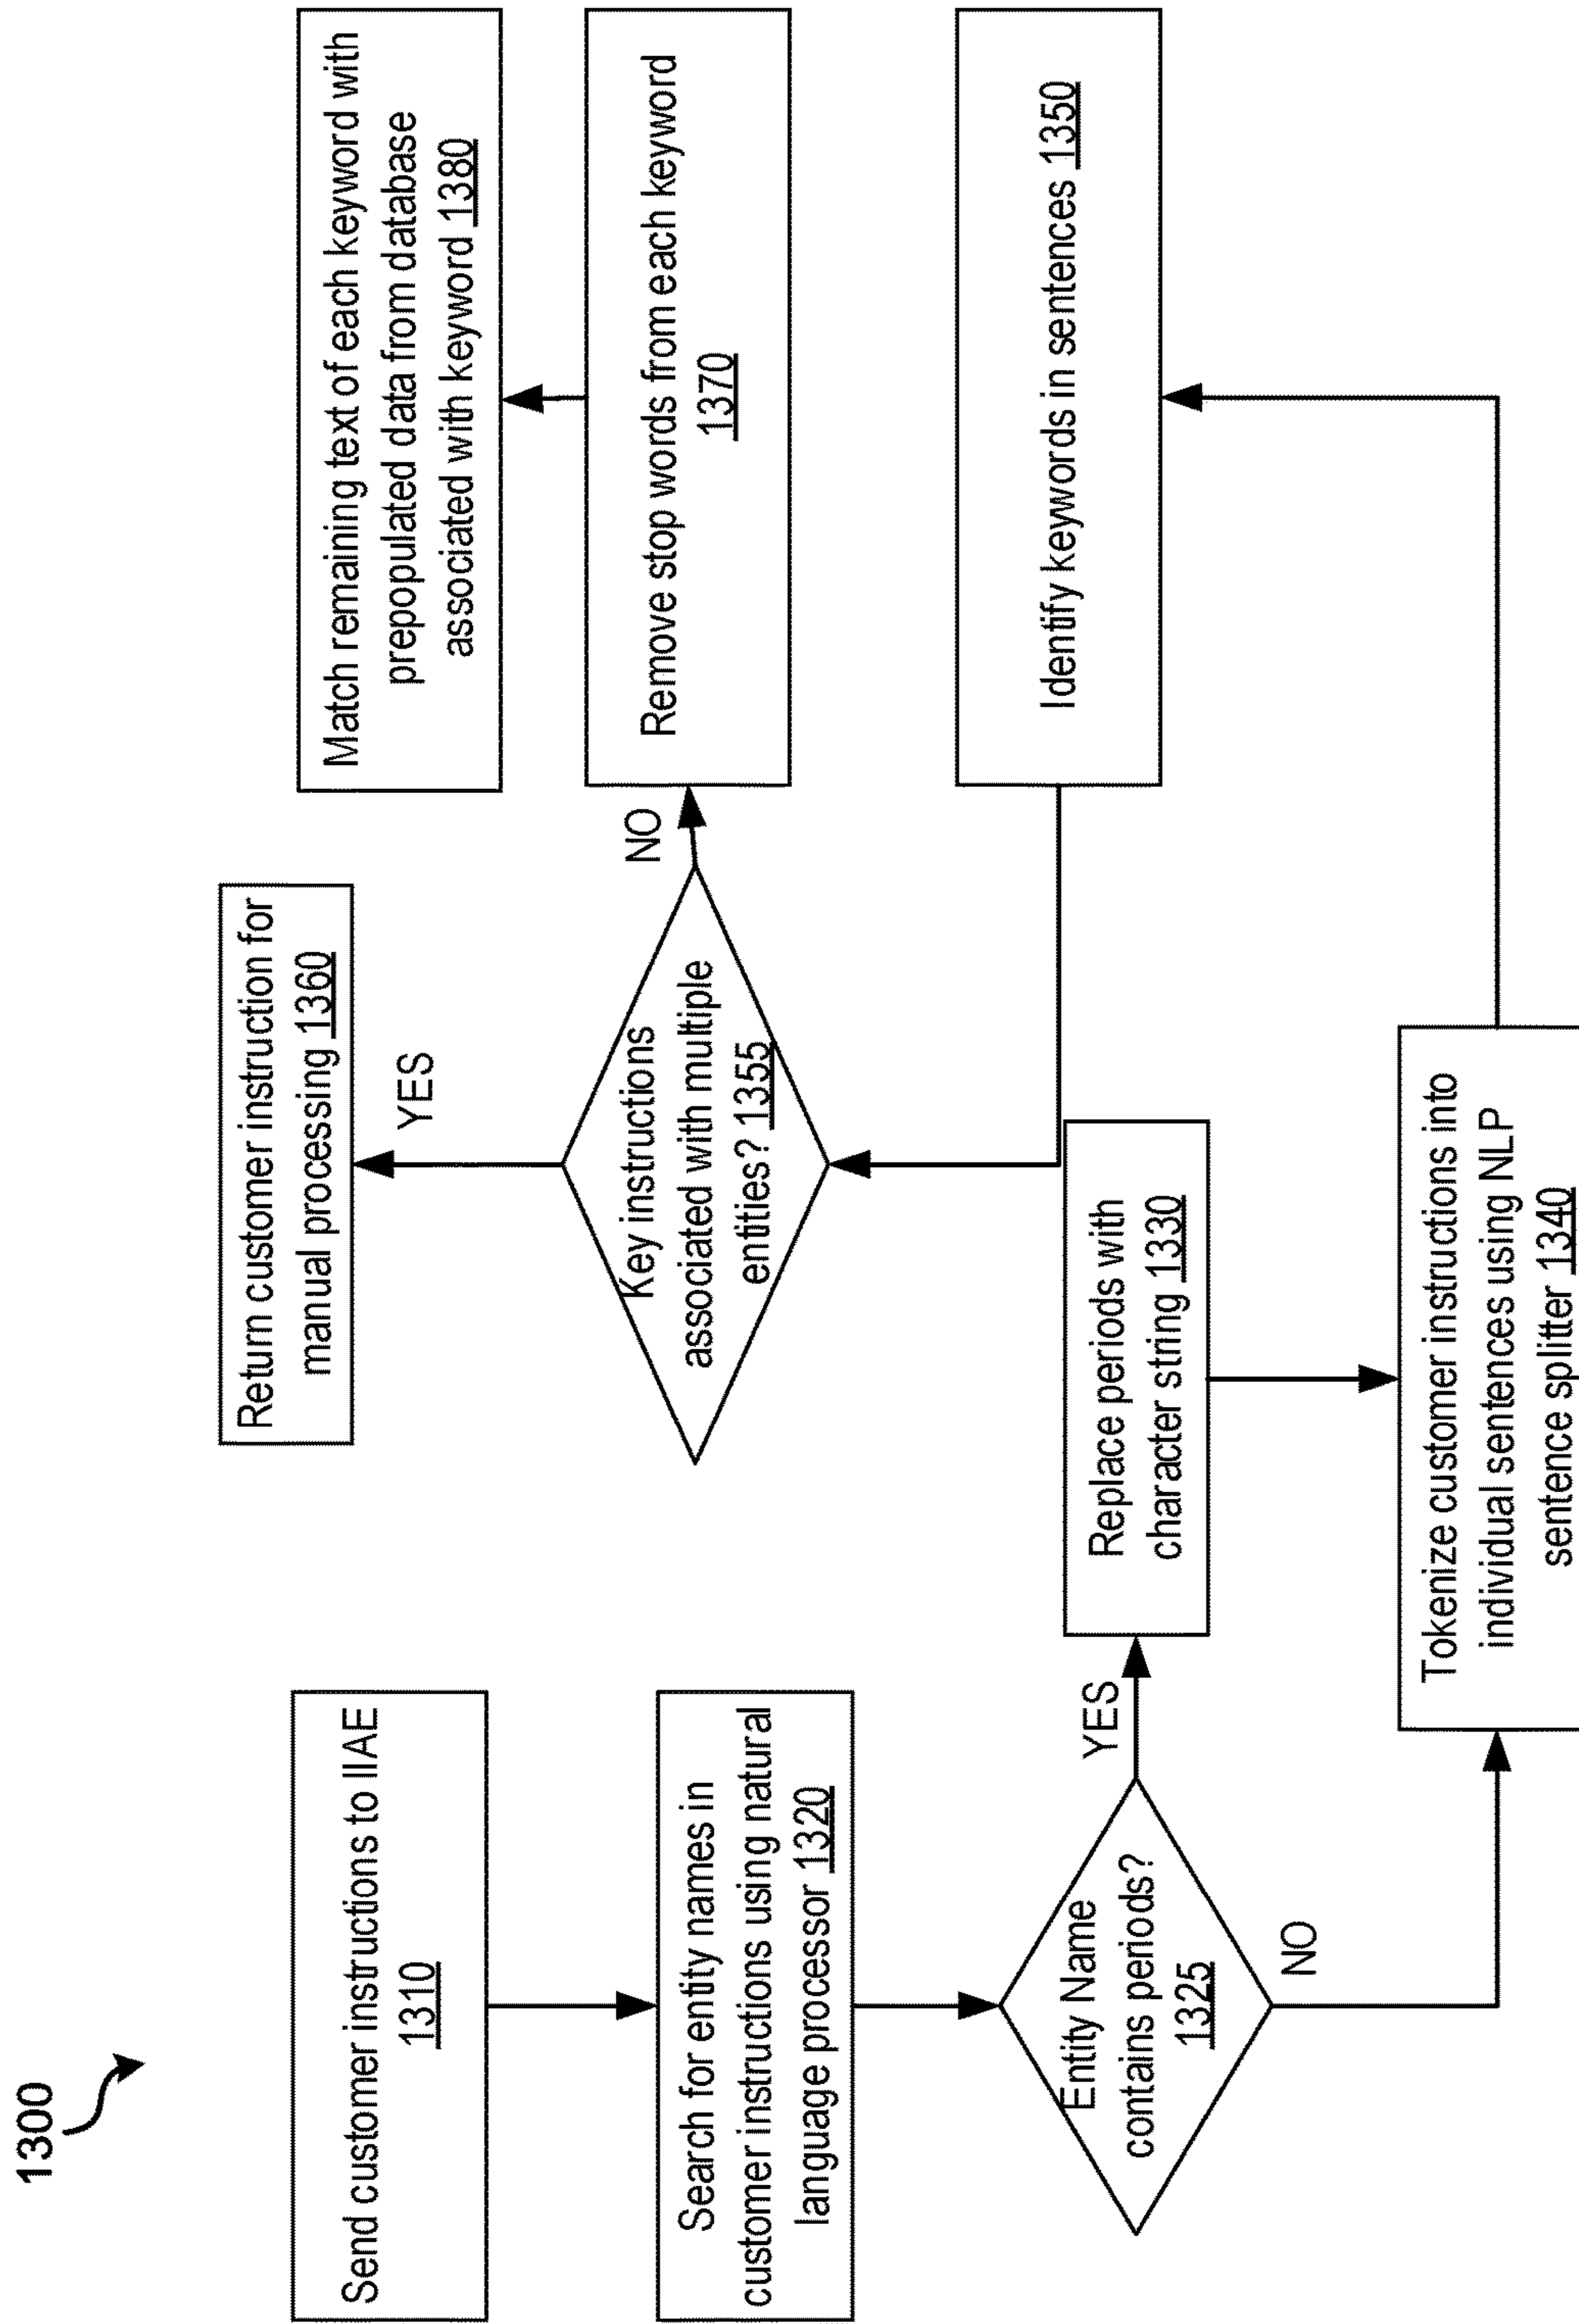 1300
Send customer instructions to IIAE
1310
Search for entity names in
customer instructions using natural
language processor 1320
Entity Name
contains periods?
1325
YES
NO
Replace periods with
character string 1330
Tokenize customer instructions into
individual sentences using NLP
sentence splitter 1340
Identify keywords in sentences 1350
Key instructions
associated with multiple
entities? 1355
YES
NO
Return customer instruction for
manual processing 1360
Remove stop words from each keyword
1370
Match remaining text of each keyword with
prepopulated data from database
associated with keyword 1380